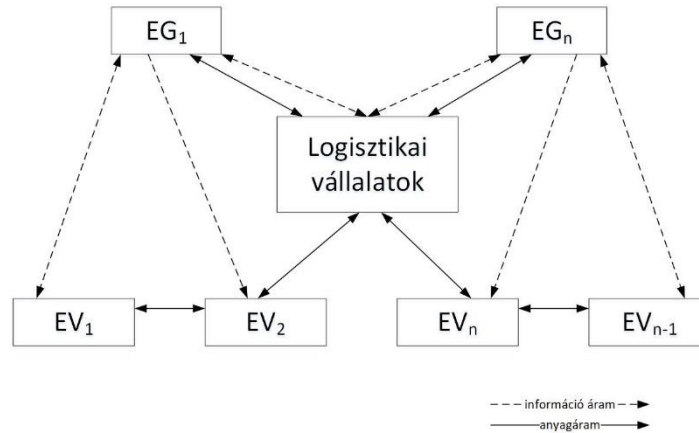 EG₁
EGₙ
Logisztikai
vállalatok
EV₁
EV₂
EVₙ
EVₙ₋₁
információ áram
anyagáram